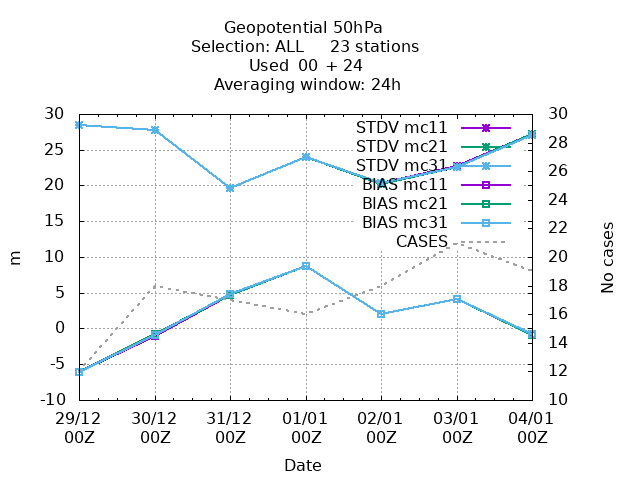 Geopotential 50hPa
Selection: ALL 23 stations
Used 00 + 24
Averaging window: 24h
30
25
20
15
10
5
0
-5
-10
m
30
28
26
24
22
20
18
16
14
12
10
No cases
STDV mc11
STDV mc21
STDV mc31
BIAS mc11
BIAS mc21
BIAS mc31
CASES
29/12 30/12 31/12 01/01 02/01 03/01 04/01
00Z 00Z 00Z 00Z 00Z 00Z 00Z
Date